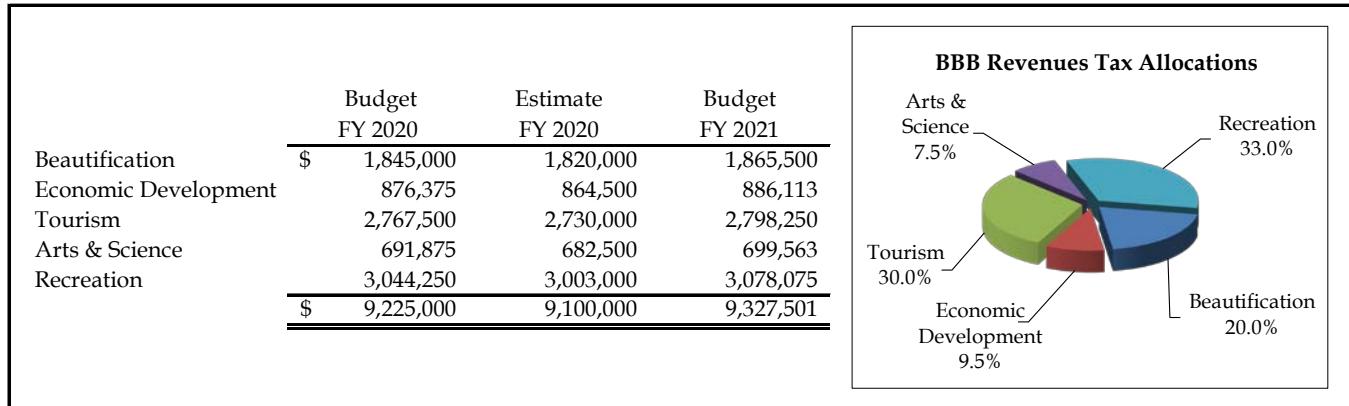 Budget Estimate Budget
FY 2020 FY 2020 FY 2021
Beautification $ 1,845,000 1,820,000 1,865,500
Economic Development 876,375 864,500 886,113
Tourism 2,767,500 2,730,000 2,798,250
Arts & Science 691,875 682,500 699,563
Recreation 3,044,250 3,003,000 3,078,075
$ 9,225,000 9,100,000 9,327,501
BBB Revenues Tax Allocations
Arts &
Science
7.5%
Recreation
33.0%
Tourism
30.0%
Economic
Development
9.5%
Beautification
20.0%